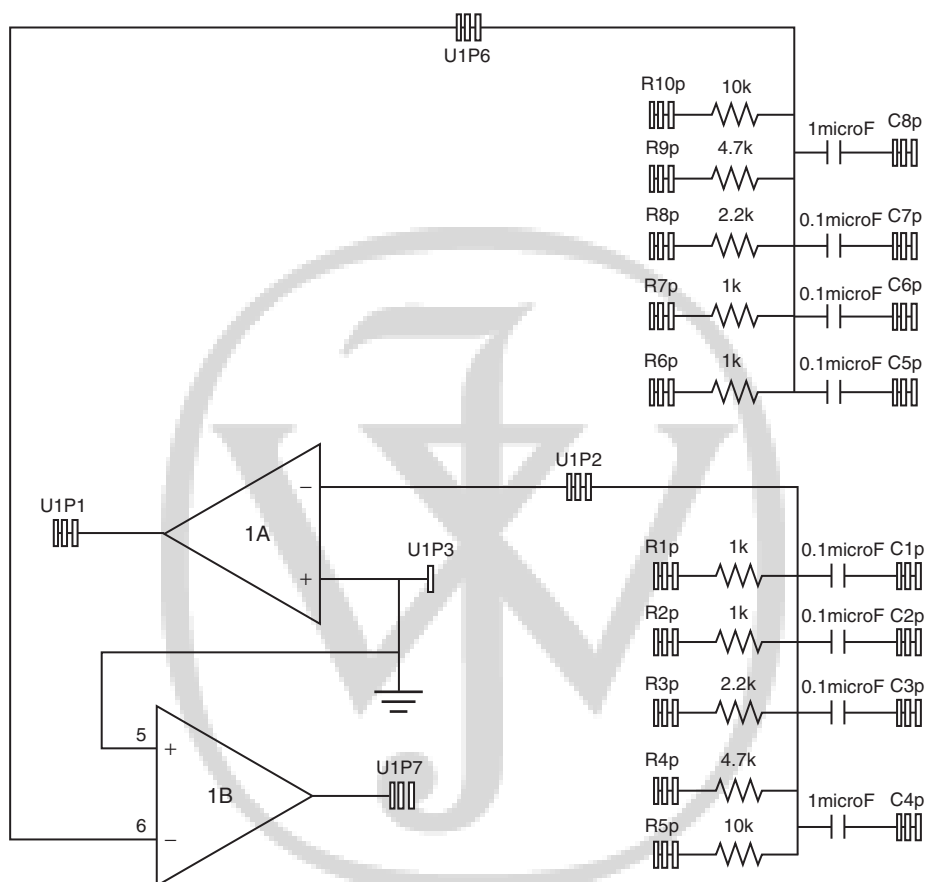 U1P6
R10p 10k
1microF C8p
R9p 4.7k
R8p 2.2k 0.1microF C7p
R7p 1k 0.1microF C6p
R6p 1k 0.1microF C5p
U1P2
−
U1P1
1A
U1P3
+
R1p 1k 0.1microF C1p
R2p 1k 0.1microF C2p
R3p 2.2k 0.1microF C3p
5
+
R4p 4.7k
U1P7
1B
1microF C4p
6
−
R5p 10k